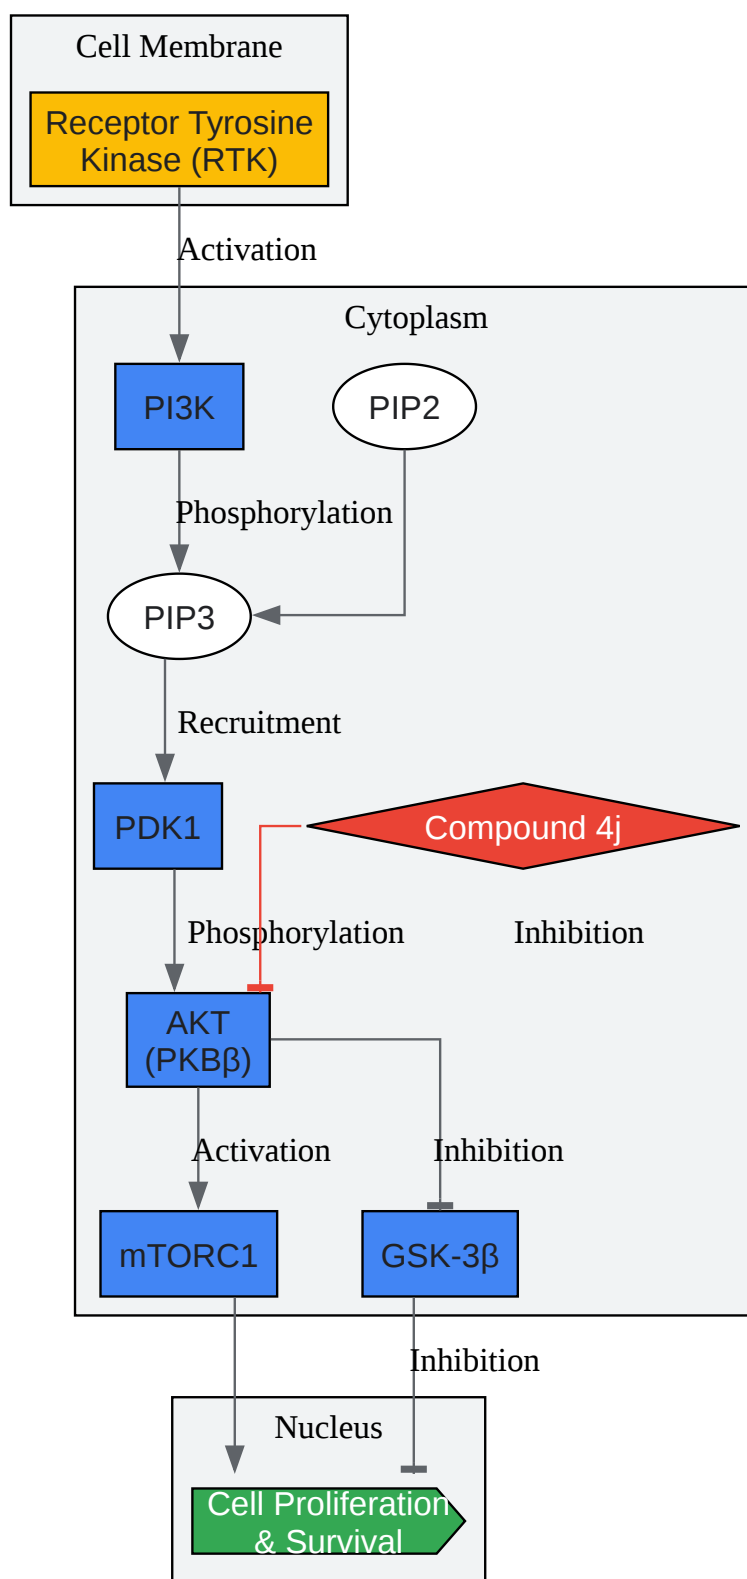 Cell Membrane
Receptor Tyrosine
Kinase (RTK)
Activation
Cytoplasm
PI3K
PIP2
Phosphorylation
PIP3
Recruitment
PDK1
Compound 4j
Phosphorylation
Inhibition
AKT
(PKBβ)
Activation
Inhibition
mTORC1
GSK-3β
Inhibition
Nucleus
Cell Proliferation
& Survival